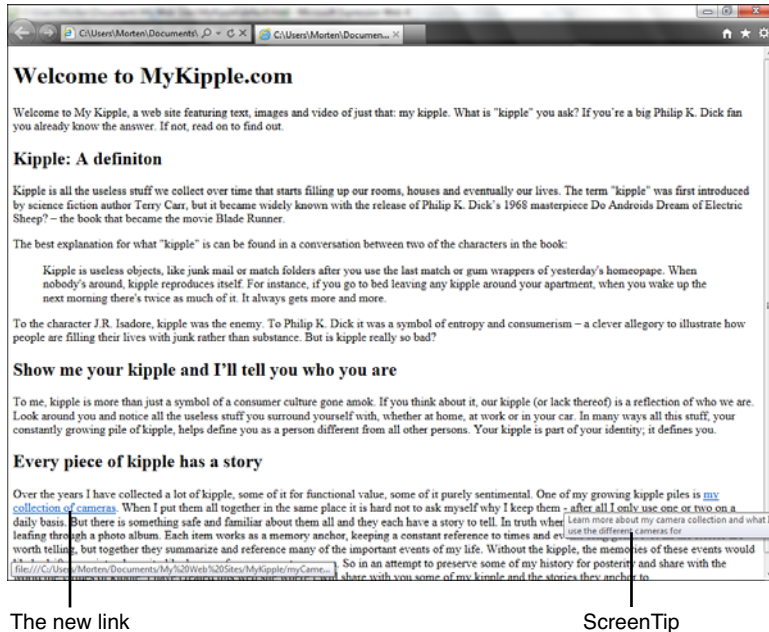 C:\Users\Morten\Documents\
C:\Users\Morten\Documen...
Welcome to MyKipple.com
Welcome to My Kipple, a web site featuring text, images and video of just that: my kipple. What is "kipple" you ask? If you're a big Philip K. Dick fan
you already know the answer. If not, read on to find out.
Kipple: A definiton
Kipple is all the useless stuff we collect over time that starts filling up our rooms, houses and eventually our lives. The term "kipple" was first introduced
by science fiction author Terry Carr, but it became widely known with the release of Philip K. Dick's 1968 masterpiece Do Androids Dream of Electric
Sheep? – the book that became the movie Blade Runner.
The best explanation for what "kipple" is can be found in a conversation between two of the characters in the book:
Kipple is useless objects, like junk mail or match folders after you use the last match or gum wrappers of yesterday's homeopape. When
nobody's around, kipple reproduces itself. For instance, if you go to bed leaving any kipple around your apartment, when you wake up the
next morning there's twice as much of it. It always gets more and more.
To the character J.R. Isadore, kipple was the enemy. To Philip K. Dick it was a symbol of entropy and consumerism – a clever allegory to illustrate how
people are filling their lives with junk rather than substance. But is kipple really so bad?
Show me your kipple and I'll tell you who you are
To me, kipple is more than just a symbol of a consumer culture gone amok. If you think about it, our kipple (or lack thereof) is a reflection of who we are.
Look around you and notice all the useless stuff you surround yourself with, whether at home, at work or in your car. In many ways all this stuff, your
constantly growing pile of kipple, helps define you as a person different from all other persons. Your kipple is part of your identity; it defines you.
Every piece of kipple has a story
Over the years I have collected a lot of kipple, some of it for functional value, some of it purely sentimental. One of my growing kipple piles is my
collection of cameras. When I put them all together in the same place it is hard not to ask myself why I keep them - after all I only use one or two on a
daily basis. But there is something safe and familiar about them all and they each have a story to tell. In truth when
Learn more about my camera collection and what I
leafing through a photo album. Each item works as a memory anchor, keeping a constant reference to times and
use the different cameras for
worth telling, but together they summarize and reference many of the important events of my life. Without the kipple, the memories of these events would
So in an attempt to preserve some of my history for posterity and share with the
file:///C:/Users/Morten/Documents/My%20Web%20Sites/MyKipple/myCame...
share with you some of my kipple and the stories they anchor to.
The new link
ScreenTip